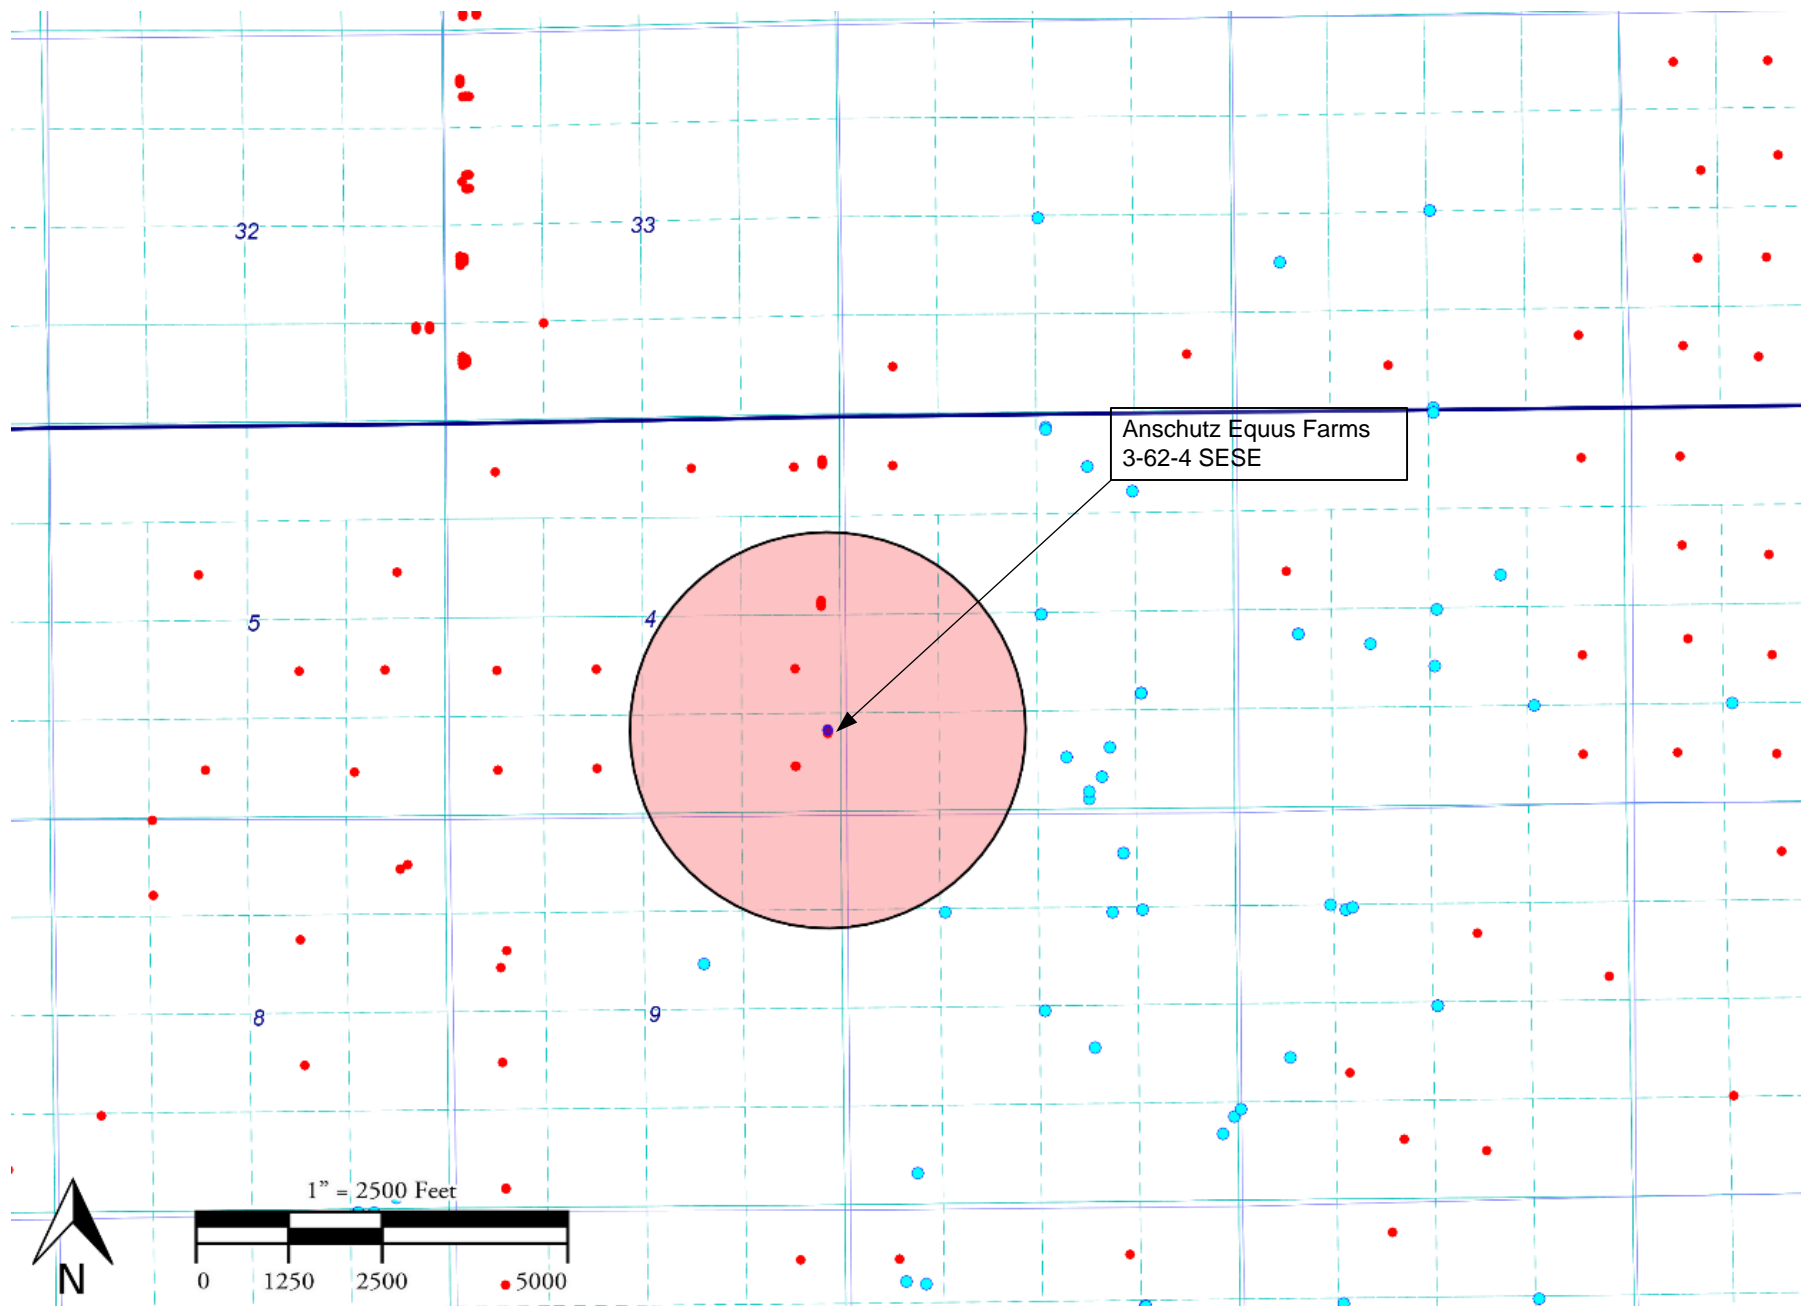 32
33
Anschutz Equus Farms
3-62-4 SESE
5
4
8
9
1” = 2500 Feet
N
0 1250 2500 5000